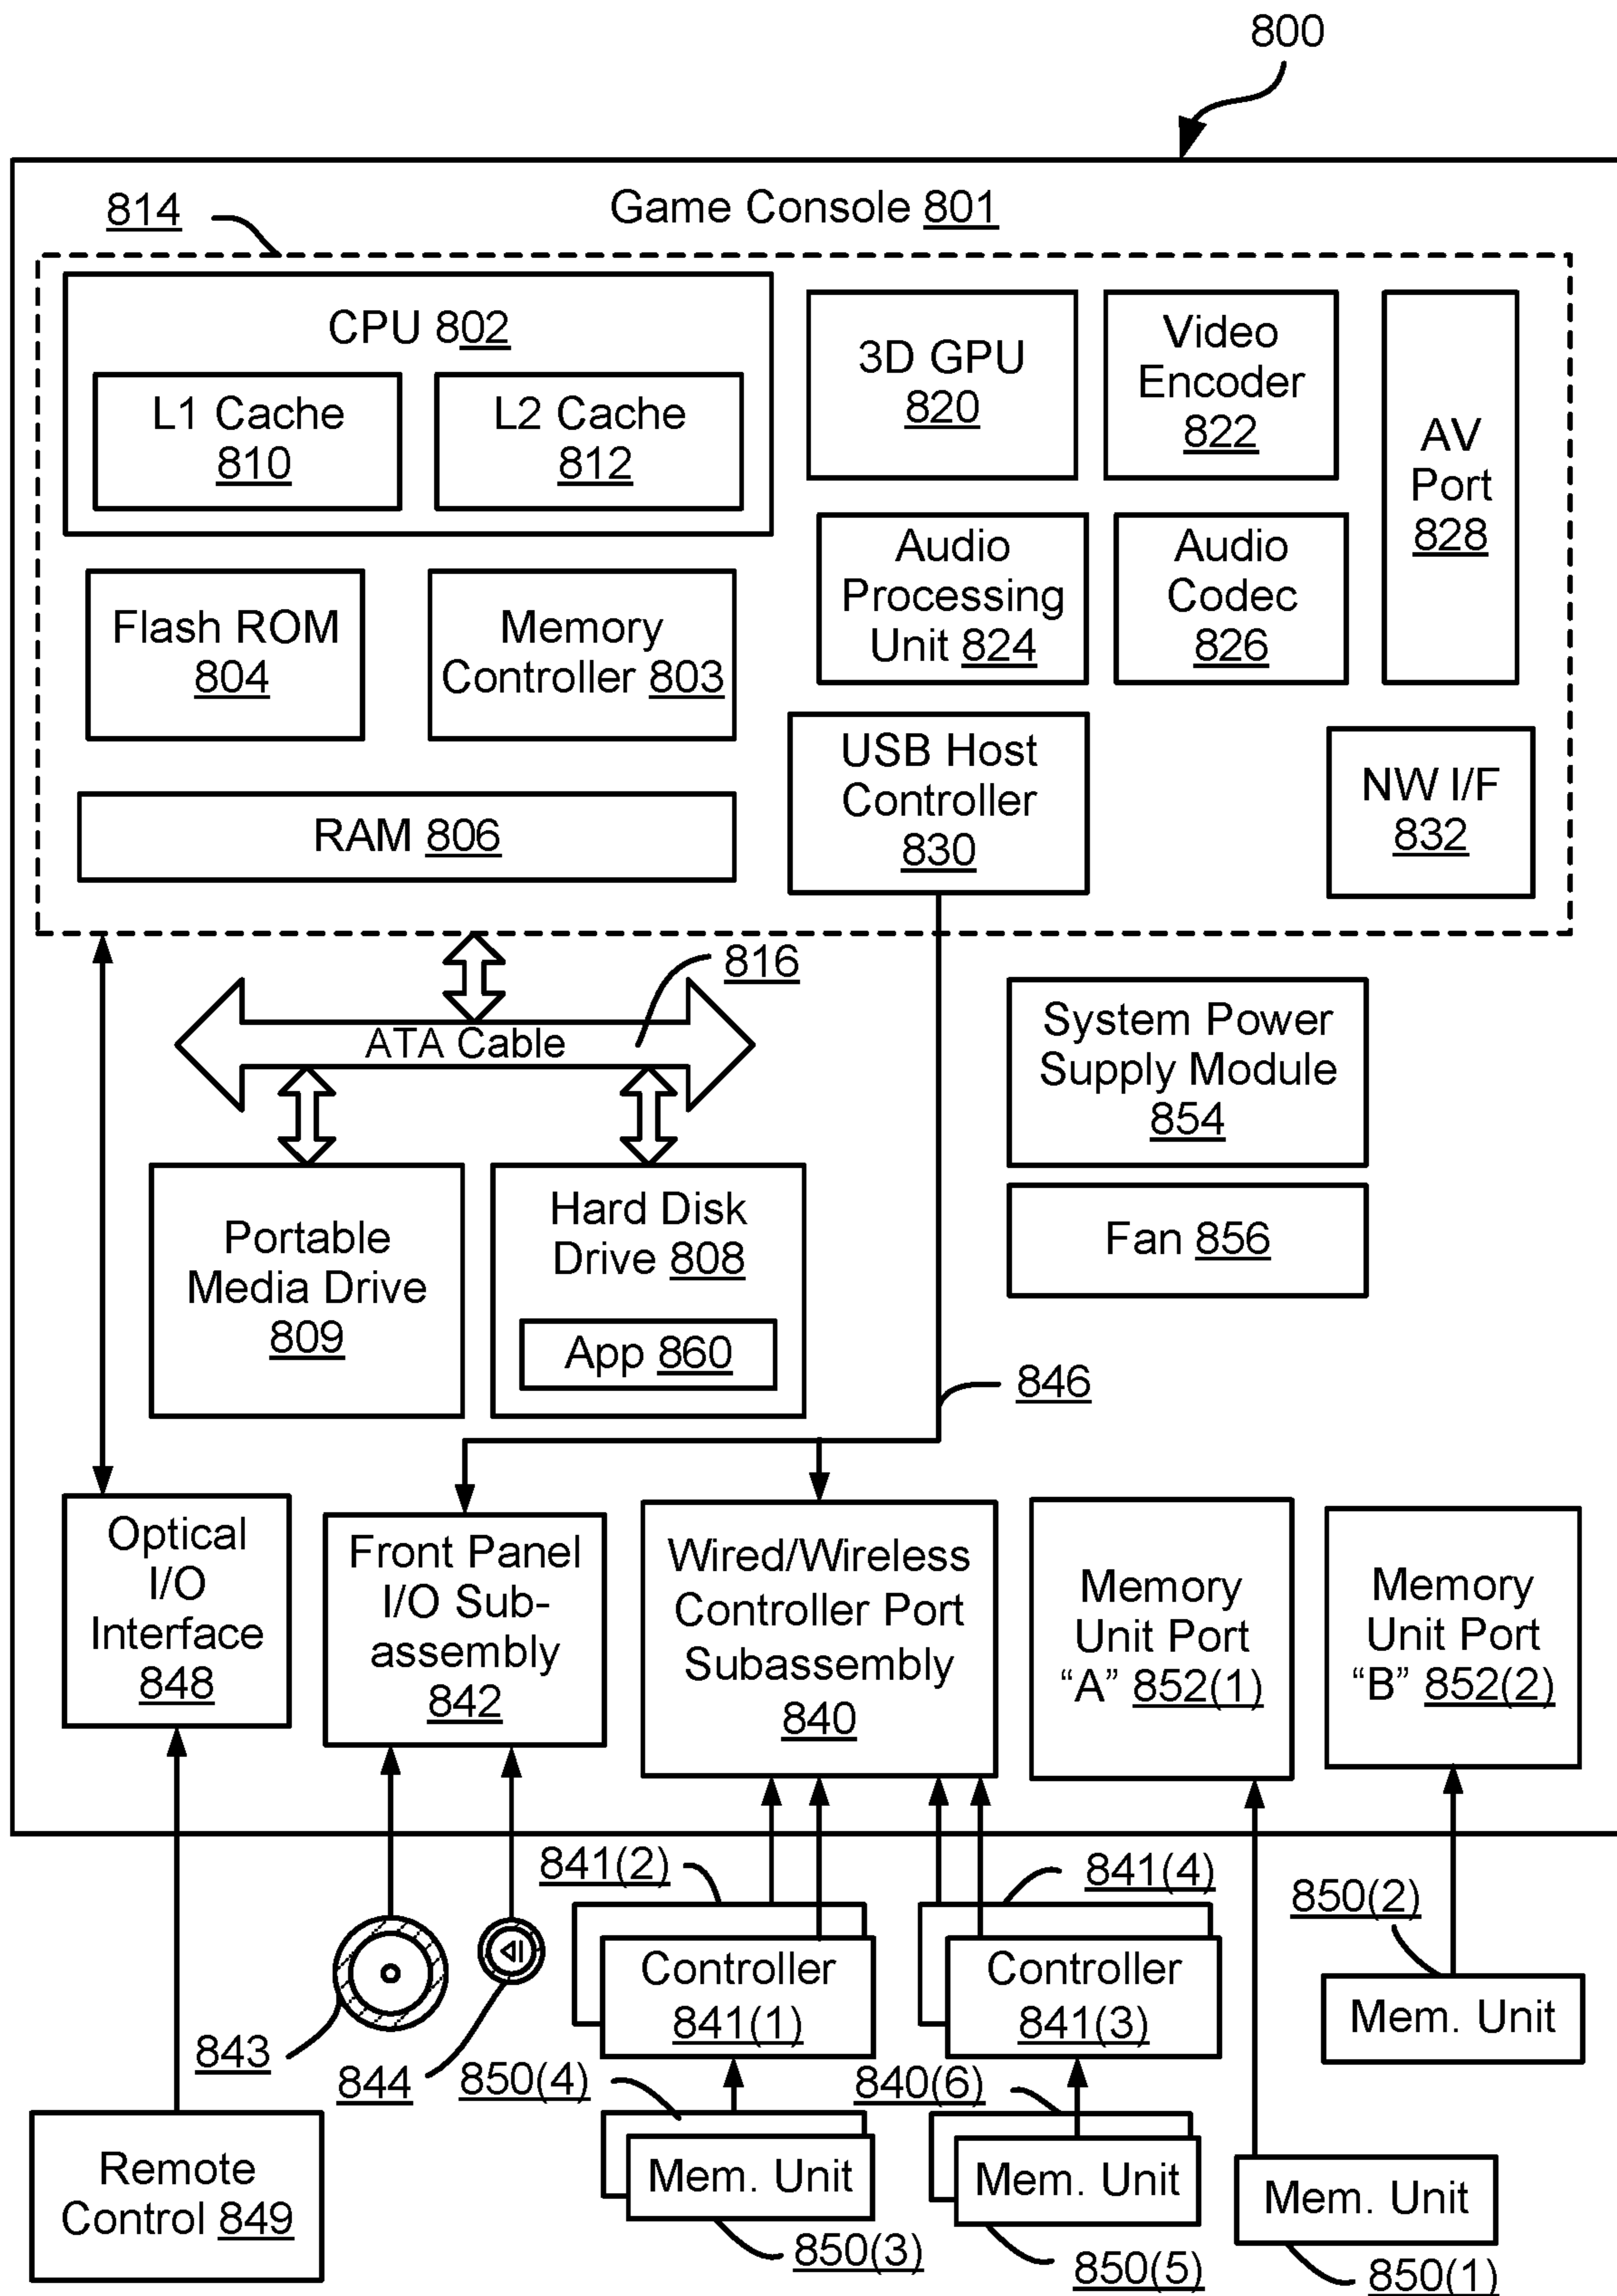 800
Game Console 801
814
CPU 802
L1 Cache
810
L2 Cache
812
3D GPU
820
Video
Encoder
822
AV
Port
828
Audio
Processing
Unit 824
Audio
Codec
826
Flash ROM
804
Memory
Controller 803
USB Host
Controller
830
NW I/F
832
RAM 806
816
ATA Cable
System Power
Supply Module
854
Fan 856
Portable
Media Drive
809
Hard Disk
Drive 808
App 860
846
Optical
I/O
Interface
848
Front Panel
I/O Sub-
assembly
842
Wired/Wireless
Controller Port
Subassembly
840
Memory
Unit Port
“A” 852(1)
Memory
Unit Port
“B” 852(2)
841(2)
841(4)
850(2)
Controller
841(1)
Controller
841(3)
Mem. Unit
843
844
850(4)
840(6)
Remote
Control 849
Mem. Unit
Mem. Unit
Mem. Unit
850(3)
850(5)
850(1)